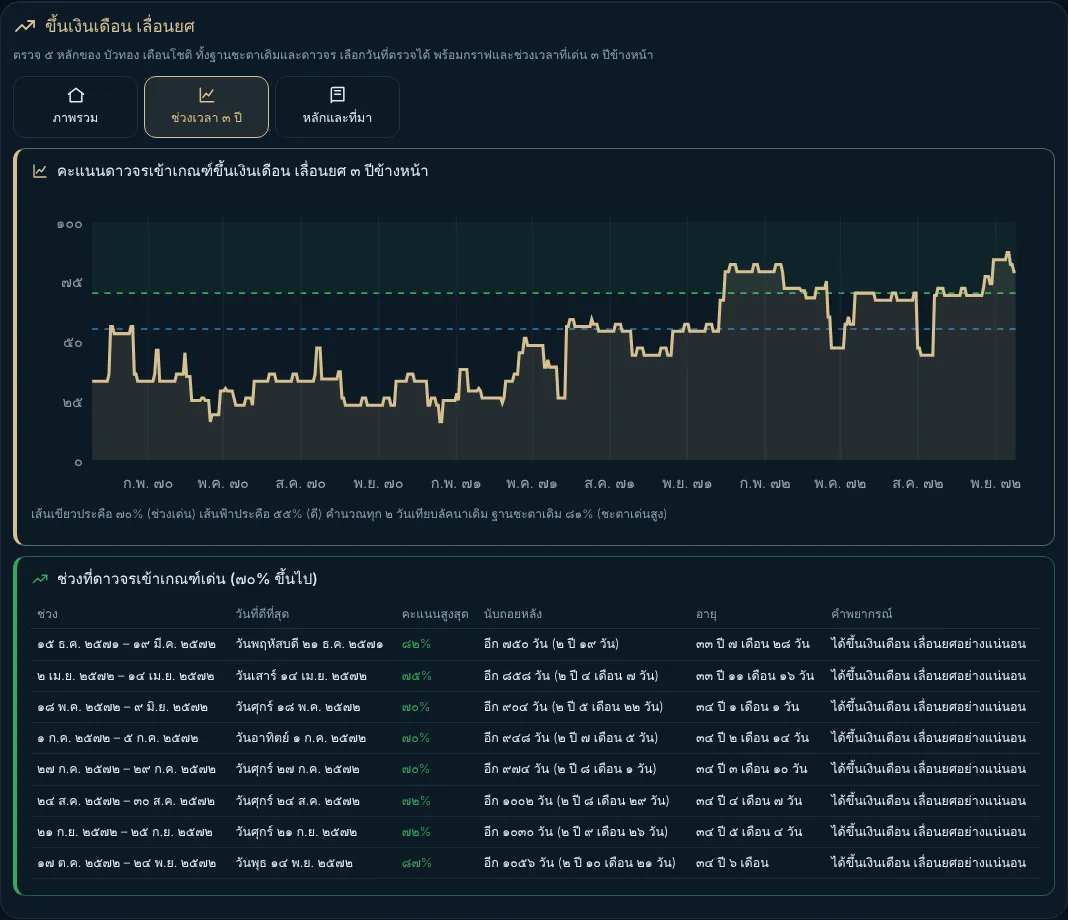 ขึ้นเงินเดือน เลื่อนยศ
ตรวจ ๕ หลักของ บัวทอง เดือนโชติ ทั้งฐานชะตาเดิมและดาวจร เลือกวันที่ตรวจได้ พร้อมกราฟและช่วงเวลาที่เด่น ๓ ปีข้างหน้า
ภาพรวม
ช่วงเวลา ๓ ปี
หลักและที่มา
คะแนนดาวจรเข้าเกณฑ์ขึ้นเงินเดือน เลื่อนยศ ๓ ปีข้างหน้า
๑๐๐
๗๕
๕๐
๒๕
๐
ก.พ. ๗๐ พ.ค. ๗๐ ส.ค. ๗๐ พ.ย. ๗๐ ก.พ. ๗๑ พ.ค. ๗๑ ส.ค. ๗๑ พ.ย. ๗๑ ก.พ. ๗๒ พ.ค. ๗๒ ส.ค. ๗๒ พ.ย. ๗๒
เส้นเขียวประคือ ๗๐% (ช่วงเด่น) เส้นฟ้าประคือ ๕๕% (ดี) คำนวณทุก ๒ วันเทียบลัคนาเดิม ฐานชะตาเดิม ๘๑% (ชะตาเด่นสูง)
ช่วงที่ดาวจรเข้าเกณฑ์เด่น (๗๐% ขึ้นไป)
ช่วง วันที่ดีที่สุด คะแนนสูงสุด นับถอยหลัง อายุ คำพยากรณ์
๑๕ ธ.ค. ๒๕๗๑ – ๑๙ มี.ค. ๒๕๗๒ วันพฤหัสบดี ๒๑ ธ.ค. ๒๕๗๑ ๘๒% อีก ๗๕๐ วัน (๒ ปี ๑๙ วัน) ๓๓ ปี ๗ เดือน ๒๘ วัน ได้ขึ้นเงินเดือน เลื่อนยศอย่างแน่นอน
๒ เม.ย. ๒๕๗๒ – ๑๔ เม.ย. ๒๕๗๒ วันเสาร์ ๑๔ เม.ย. ๒๕๗๒ ๗๕% อีก ๘๕๘ วัน (๒ ปี ๔ เดือน ๗ วัน) ๓๓ ปี ๑๑ เดือน ๑๖ วัน ได้ขึ้นเงินเดือน เลื่อนยศอย่างแน่นอน
๑๘ พ.ค. ๒๕๗๒ – ๙ มิ.ย. ๒๕๗๒ วันศุกร์ ๑๘ พ.ค. ๒๕๗๒ ๗๐% อีก ๙๐๔ วัน (๒ ปี ๕ เดือน ๒๒ วัน) ๓๔ ปี ๑ เดือน ๑ วัน ได้ขึ้นเงินเดือน เลื่อนยศอย่างแน่นอน
๑ ก.ค. ๒๕๗๒ – ๕ ก.ค. ๒๕๗๒ วันอาทิตย์ ๑ ก.ค. ๒๕๗๒ ๗๐% อีก ๙๔๘ วัน (๒ ปี ๗ เดือน ๕ วัน) ๓๔ ปี ๒ เดือน ๑๔ วัน ได้ขึ้นเงินเดือน เลื่อนยศอย่างแน่นอน
๒๗ ก.ค. ๒๕๗๒ – ๒๙ ก.ค. ๒๕๗๒ วันศุกร์ ๒๗ ก.ค. ๒๕๗๒ ๗๐% อีก ๙๗๔ วัน (๒ ปี ๘ เดือน ๑ วัน) ๓๔ ปี ๓ เดือน ๑๐ วัน ได้ขึ้นเงินเดือน เลื่อนยศอย่างแน่นอน
๒๔ ส.ค. ๒๕๗๒ – ๓๐ ส.ค. ๒๕๗๒ วันศุกร์ ๒๔ ส.ค. ๒๕๗๒ ๗๒% อีก ๑๐๐๒ วัน (๒ ปี ๘ เดือน ๒๙ วัน) ๓๔ ปี ๔ เดือน ๗ วัน ได้ขึ้นเงินเดือน เลื่อนยศอย่างแน่นอน
๒๑ ก.ย. ๒๕๗๒ – ๒๕ ก.ย. ๒๕๗๒ วันศุกร์ ๒๑ ก.ย. ๒๕๗๒ ๗๒% อีก ๑๐๓๐ วัน (๒ ปี ๙ เดือน ๒๖ วัน) ๓๔ ปี ๕ เดือน ๔ วัน ได้ขึ้นเงินเดือน เลื่อนยศอย่างแน่นอน
๑๗ ต.ค. ๒๕๗๒ – ๒๔ พ.ย. ๒๕๗๒ วันพุธ ๑๔ พ.ย. ๒๕๗๒ ๘๗% อีก ๑๐๕๖ วัน (๒ ปี ๑๐ เดือน ๒๑ วัน) ๓๔ ปี ๖ เดือน ได้ขึ้นเงินเดือน เลื่อนยศอย่างแน่นอน